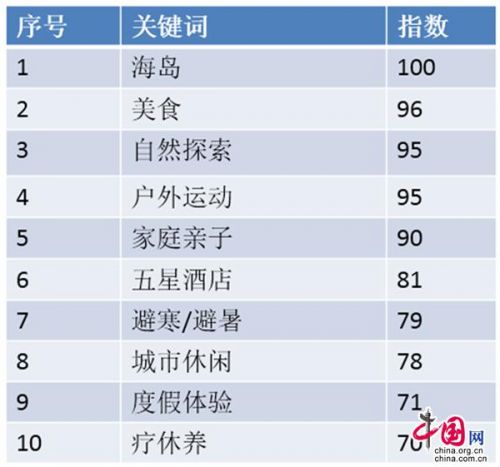 序号 关键词 指数
1 海岛 100
2 美食 96
3 自然探索 95
4 户外运动 95
5 家庭亲子 90
6 五星酒店 81
7 避寒/避暑 79
8 城市休闲 78
9 度假体验 71
10 疗休养 70
中国网
china.org.cn
china.com.cn